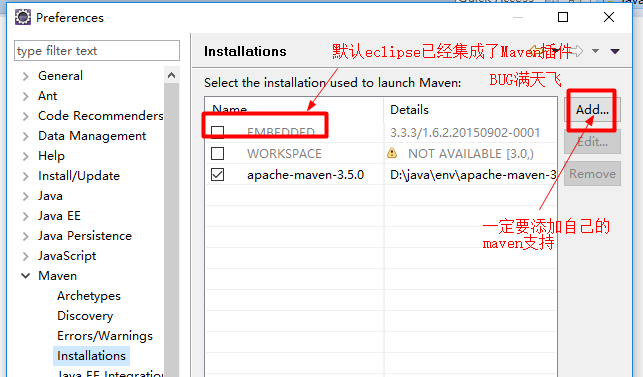 Quick Access
Java
Preferences
type filter text
Installations
默认eclipse已经集成了Maven插件
BUG满天飞
General
Ant
Code Recommenders
Data Management
Help
Install/Update
Java
Java EE
Java Persistence
JavaScript
Maven
Archetypes
Discovery
Errors/Warnings
Installations
Java EE Integration
Select the installation used to launch Maven:
Name Details
EMBEDDED 3.3.3/1.6.2.20150902-0001
WORKSPACE NOT AVAILABLE [3.0,)
apache-maven-3.5.0 D:\java\env\apache-maven-3
Add...
Edit...
Remove
一定要添加自己的
maven支持